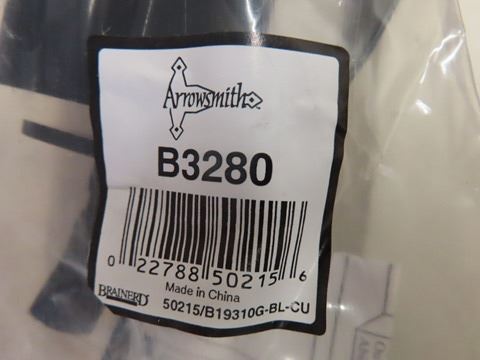 Arrowsmith
B3280
0 22788 50215 6
Made in China
BRAINERD
50215/B19310G-BL-CU